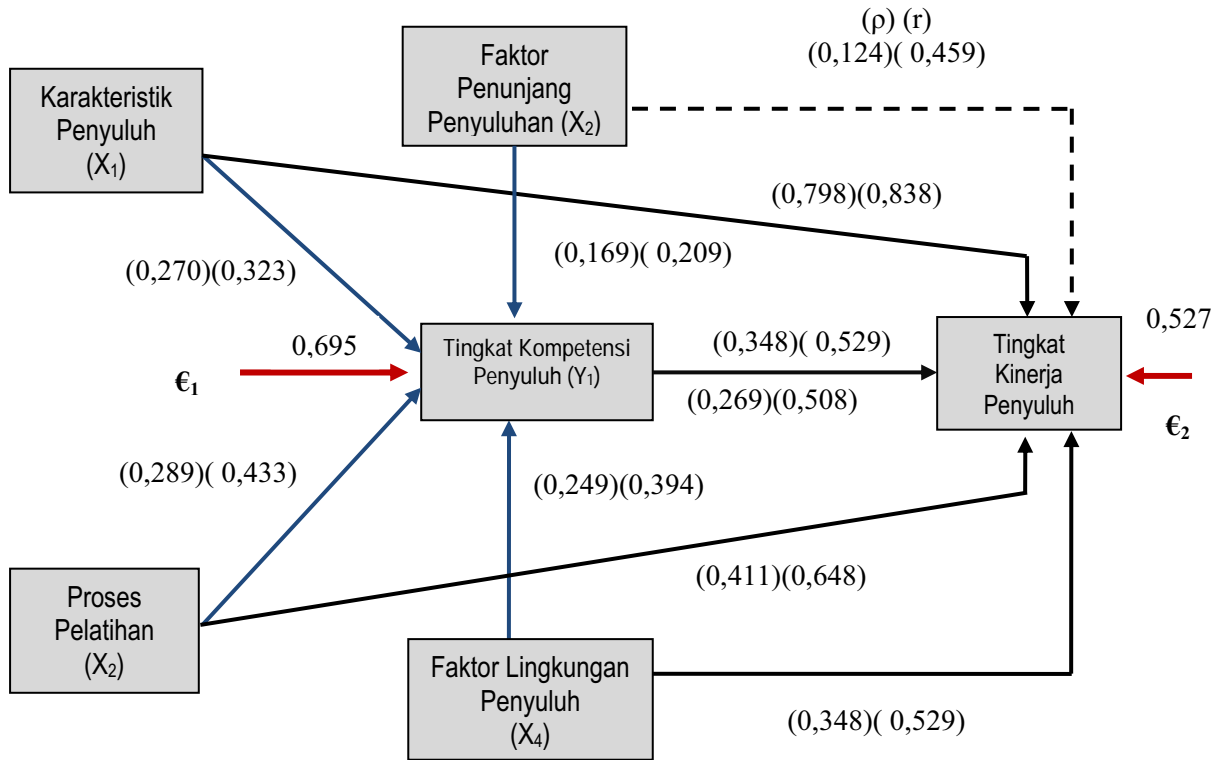 (ρ) (r)
(0,124)( 0,459)
Faktor
Penunjang
Penyuluhan (X2)
Karakteristik
Penyuluh
(X1)
(0,798)(0,838)
(0,169)( 0,209)
(0,270)(0,323)
0,695
€1
Tingkat Kompetensi
Penyuluh (Y1)
(0,348)( 0,529)
(0,269)(0,508)
Tingkat
Kinerja
Penyuluh
0,527
€2
(0,289)( 0,433)
(0,249)(0,394)
(0,411)(0,648)
Proses
Pelatihan
(X2)
Faktor Lingkungan
Penyuluh
(X4)
(0,348)( 0,529)